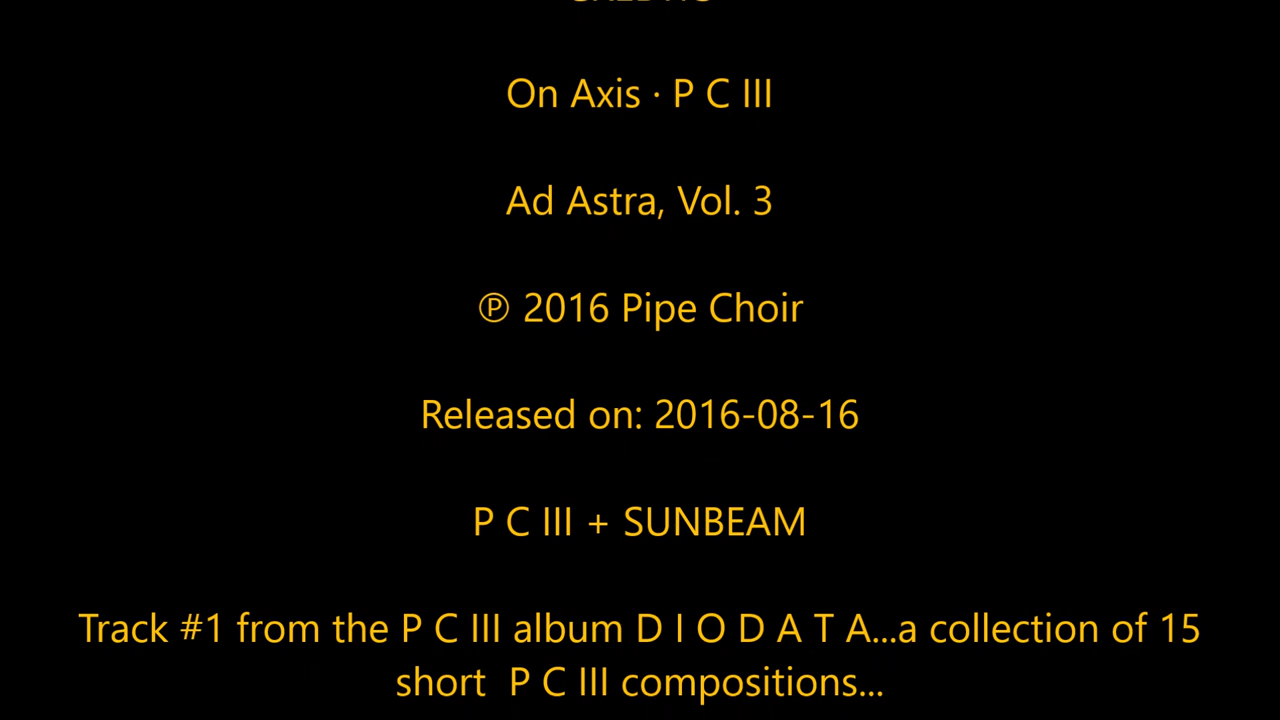 On Axis · P C III
Ad Astra, Vol. 3
℗ 2016 Pipe Choir
Released on: 2016-08-16
P C III + SUNBEAM
Track #1 from the P C III album D I O D A T A...a collection of 15
short  P C III compositions...